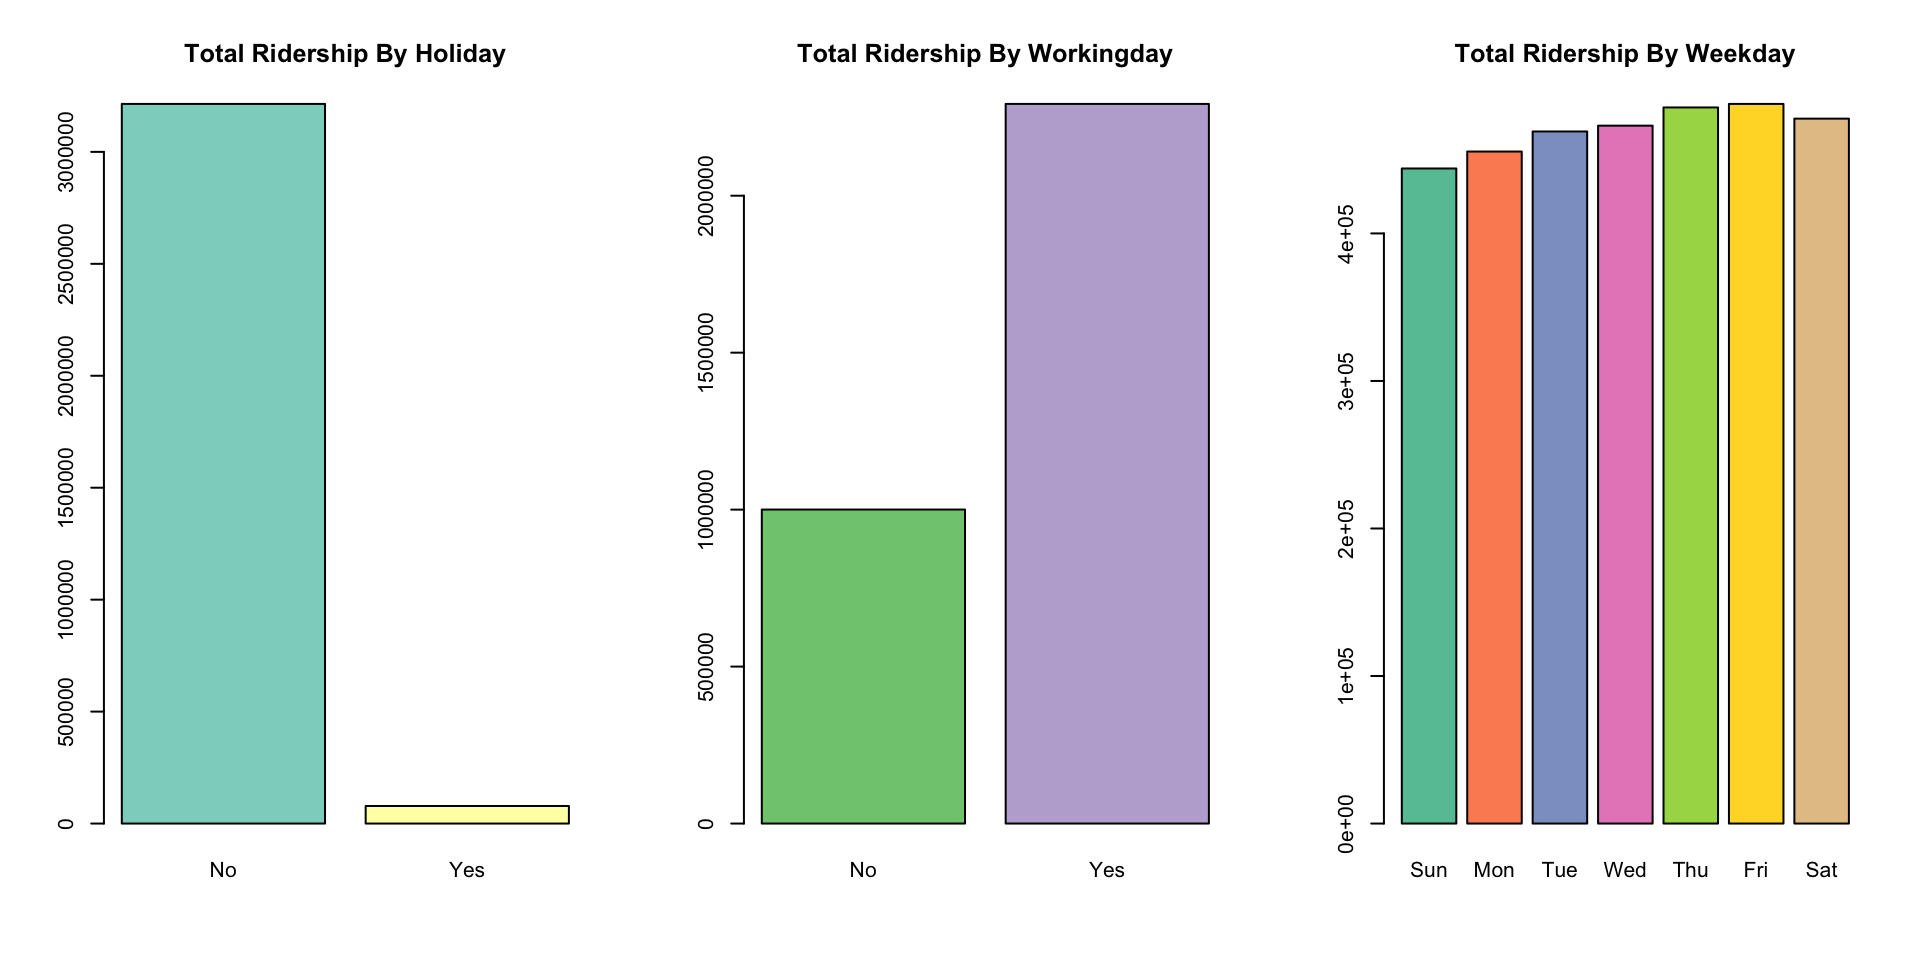 Total Ridership By Holiday
3000000
2500000
2000000
1500000
1000000
500000
0
No Yes
Total Ridership By Workingday
2000000
1500000
1000000
500000
0
No Yes
Total Ridership By Weekday
4e+05
3e+05
2e+05
1e+05
0e+00
Sun Mon Tue Wed Thu Fri Sat